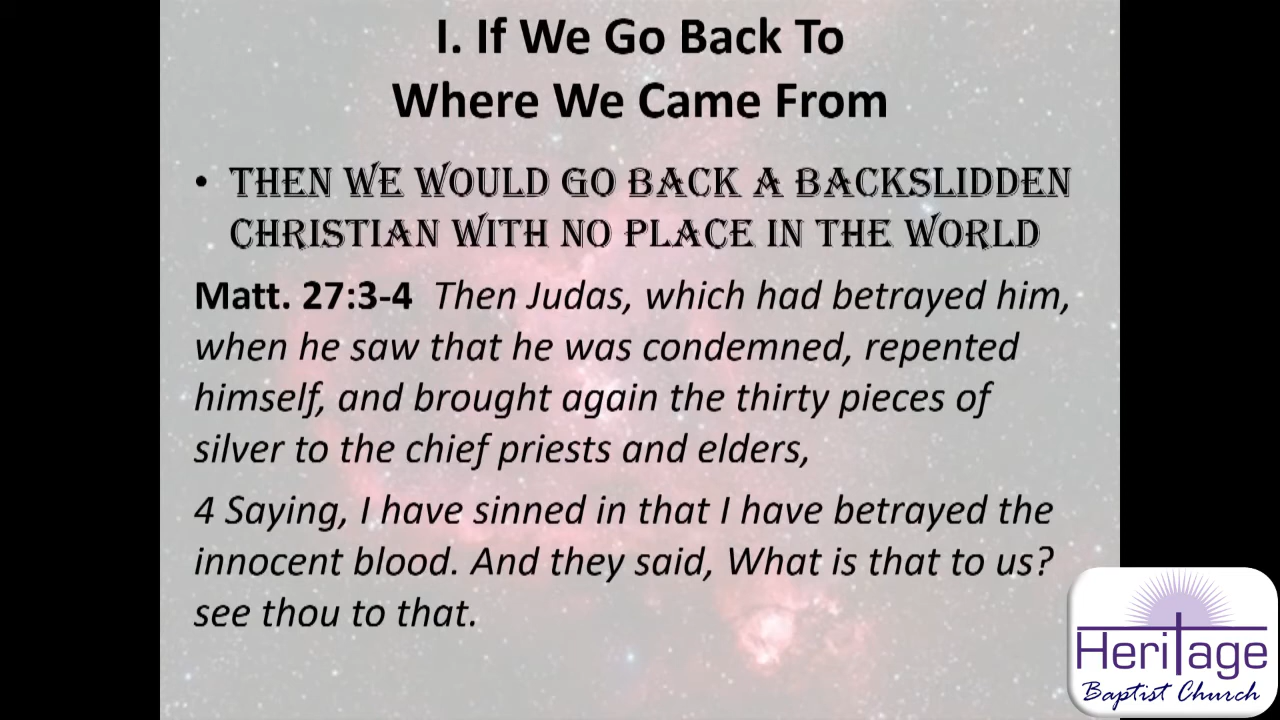 I. If We Go Back To
Where We Came From
• THEN WE WOULD GO BACK A BACKSLIDDEN
CHRISTIAN WITH NO PLACE IN THE WORLD
Matt. 27:3-4 Then Judas, which had betrayed him,
when he saw that he was condemned, repented
himself, and brought again the thirty pieces of
silver to the chief priests and elders,
4 Saying, I have sinned in that I have betrayed the
innocent blood. And they said, What is that to us?
see thou to that.
Heritage
Baptist Church